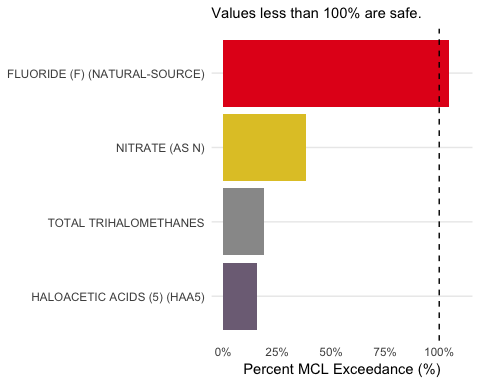 Values less than 100% are safe.
FLUORIDE (F) (NATURAL-SOURCE)
NITRATE (AS N)
TOTAL TRIHALOMETHANES
HALOACETIC ACIDS (5) (HAA5)
0% 25% 50% 75% 100%
Percent MCL Exceedance (%)